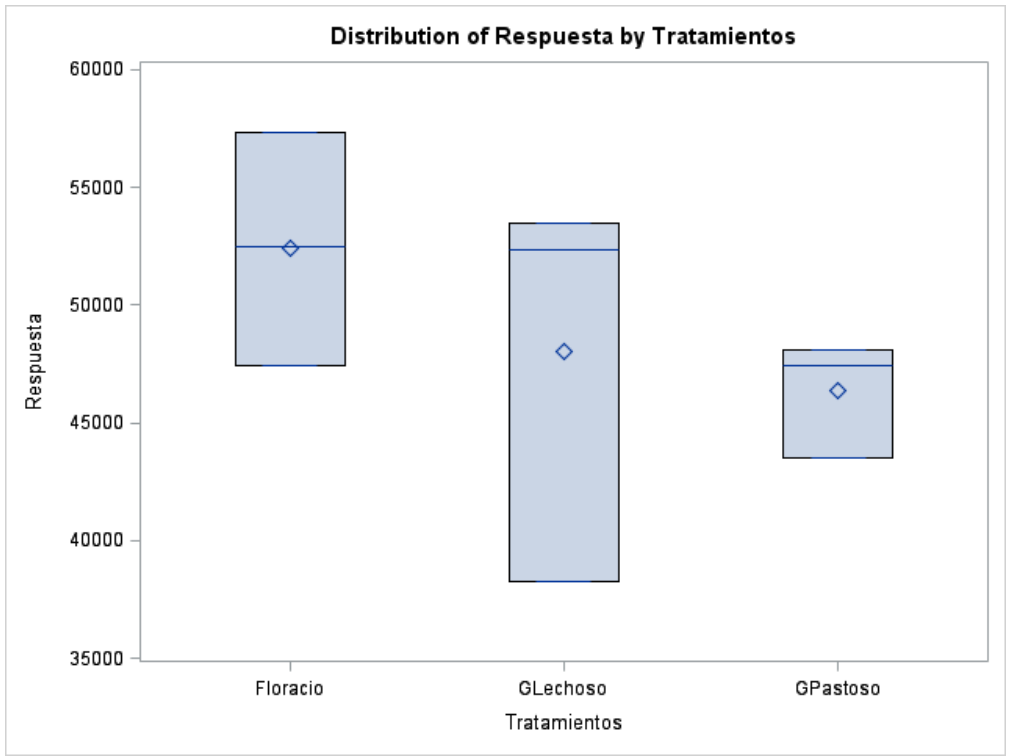 Distribution of Respuesta by Tratamientos
60000
55000
50000
45000
40000
35000
Respuesta
Floracio GLechoso GPastoso
Tratamientos